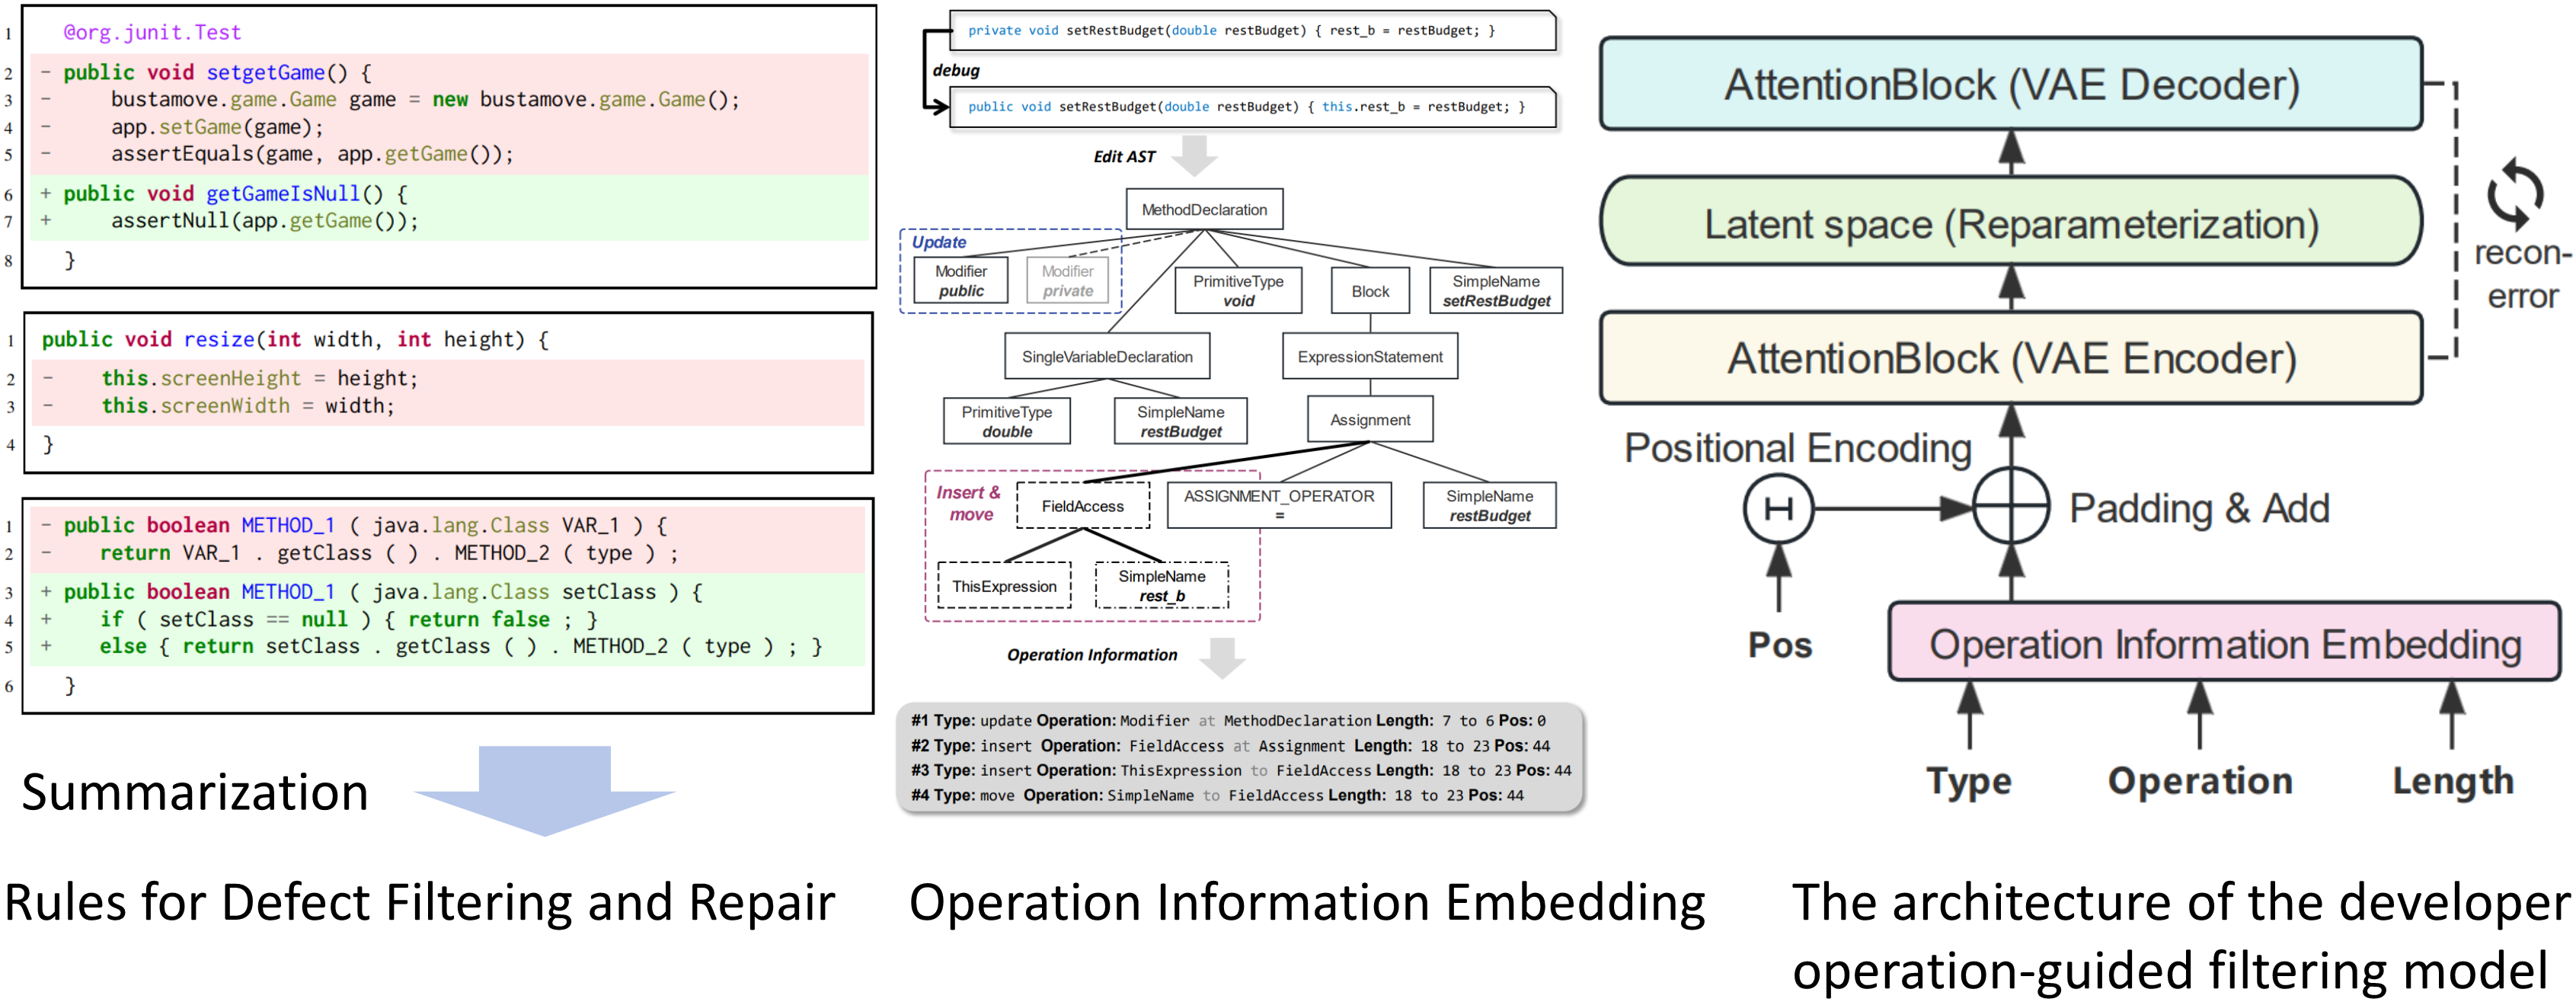 1 @org.junit.Test
2 - public void setgetGame() {
3 - bustamove.game.Game game = new bustamove.game.Game();
4 - app.setGame(game);
5 - assertEquals(game, app.getGame());
6 + public void getGameIsNull() {
7 + assertNull(app.getGame());
8 }
1 public void resize(int width, int height) {
2 - this.screenHeight = height;
3 - this.screenWidth = width;
4 }
1 - public boolean METHOD_1 ( java.lang.Class VAR_1 ) {
2 - return VAR_1 . getClass ( ) . METHOD_2 ( type ) ;
3 + public boolean METHOD_1 ( java.lang.Class setClass ) {
4 + if ( setClass == null ) { return false ; }
5 + else { return setClass . getClass ( ) . METHOD_2 ( type ) ; }
6 }
Summarization
Rules for Defect Filtering and Repair
private void setRestBudget(double restBudget) { rest_b = restBudget; }
debug
public void setRestBudget(double restBudget) { this.rest_b = restBudget; }
Edit AST
MethodDeclaration
Update
Modifier
public
Modifier
private
PrimitiveType
void
Block
SimpleName
setRestBudget
SingleVariableDeclaration
ExpressionStatement
PrimitiveType
double
SimpleName
restBudget
Assignment
Insert &
move
FieldAccess
ASSIGNMENT_OPERATOR
=
SimpleName
restBudget
ThisExpression
SimpleName
rest_b
Operation Information
#1 Type: update Operation: Modifier at MethodDeclaration Length: 7 to 6 Pos: 0
#2 Type: insert Operation: FieldAccess at Assignment Length: 18 to 23 Pos: 44
#3 Type: insert Operation: ThisExpression to FieldAccess Length: 18 to 23 Pos: 44
#4 Type: move Operation: SimpleName to FieldAccess Length: 18 to 23 Pos: 44
Operation Information Embedding
AttentionBlock (VAE Decoder)
Latent space (Reparameterization)
recon-
error
AttentionBlock (VAE Encoder)
Positional Encoding
Padding & Add
Pos
Operation Information Embedding
Type
Operation
Length
The architecture of the developer
operation-guided filtering model